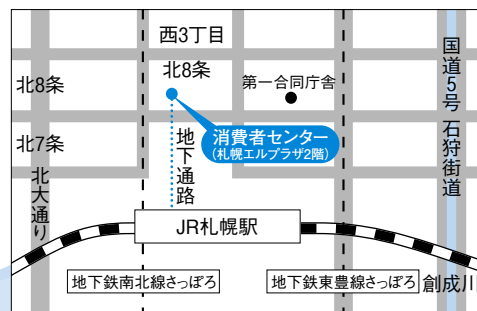 西3丁目
北8条
北8条
第一合同庁舎
北7条
消費者センター
(札幌エルプラザ2階)
地下通路
北大通り
国道5号 石狩街道
JR札幌駅
地下鉄南北線さっぽろ
地下鉄東豊線さっぽろ
創成川